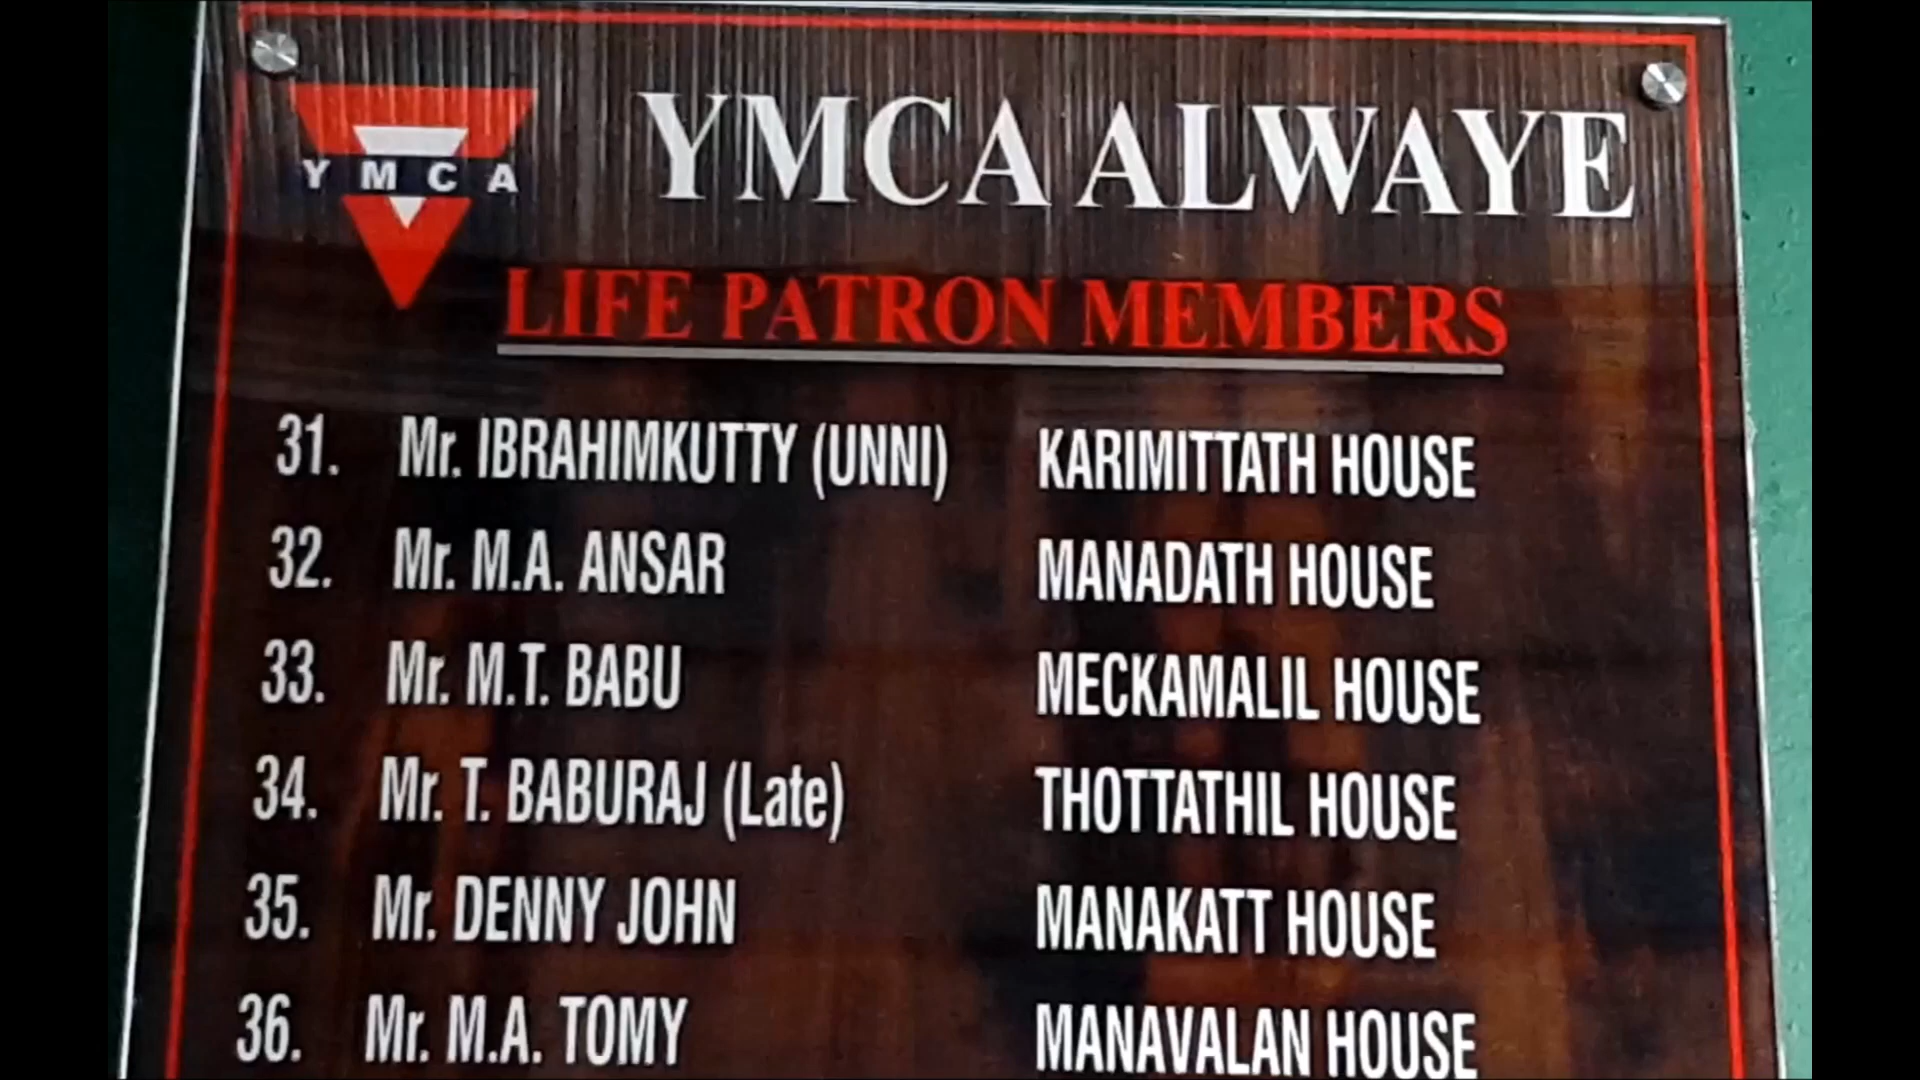 YMCA
YMCA ALWAYE
LIFE PATRON MEMBERS
31. Mr. IBRAHIMKUTTY (UNNI) KARIMITTATH HOUSE
32. Mr. M.A. ANSAR MANADATH HOUSE
33. Mr. M.T. BABU MECKAMALIL HOUSE
34. Mr. T. BABURAJ (Late) THOTTATHIL HOUSE
35. Mr. DENNY JOHN MANAKATT HOUSE
36. Mr. M.A. TOMY MANAVALAN HOUSE